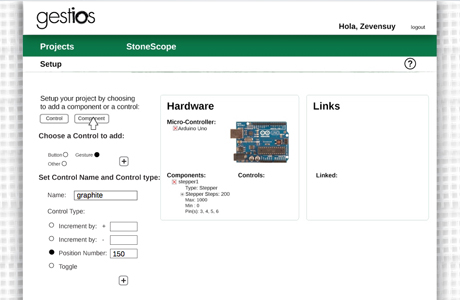 gestios
Hola, Zevensuy
logout
Projects
StoneScope
Setup
?
Setup your project by choosing
to add a component or a control:
Control
Component
Choose a Control to add:
Button
Gesture
Other
Set Control Name and Control type:
Name:
graphite
Control Type:
Increment by: +
Increment by: -
Position Number: 150
Toggle
Hardware
Micro-Controller:
Arduino Uno
Components:
stepper1
Type: Stepper
Stepper Steps: 200
Max: 1000
Min : 0
Pin(s): 3, 4, 5, 6
Controls:
Links
Linked: